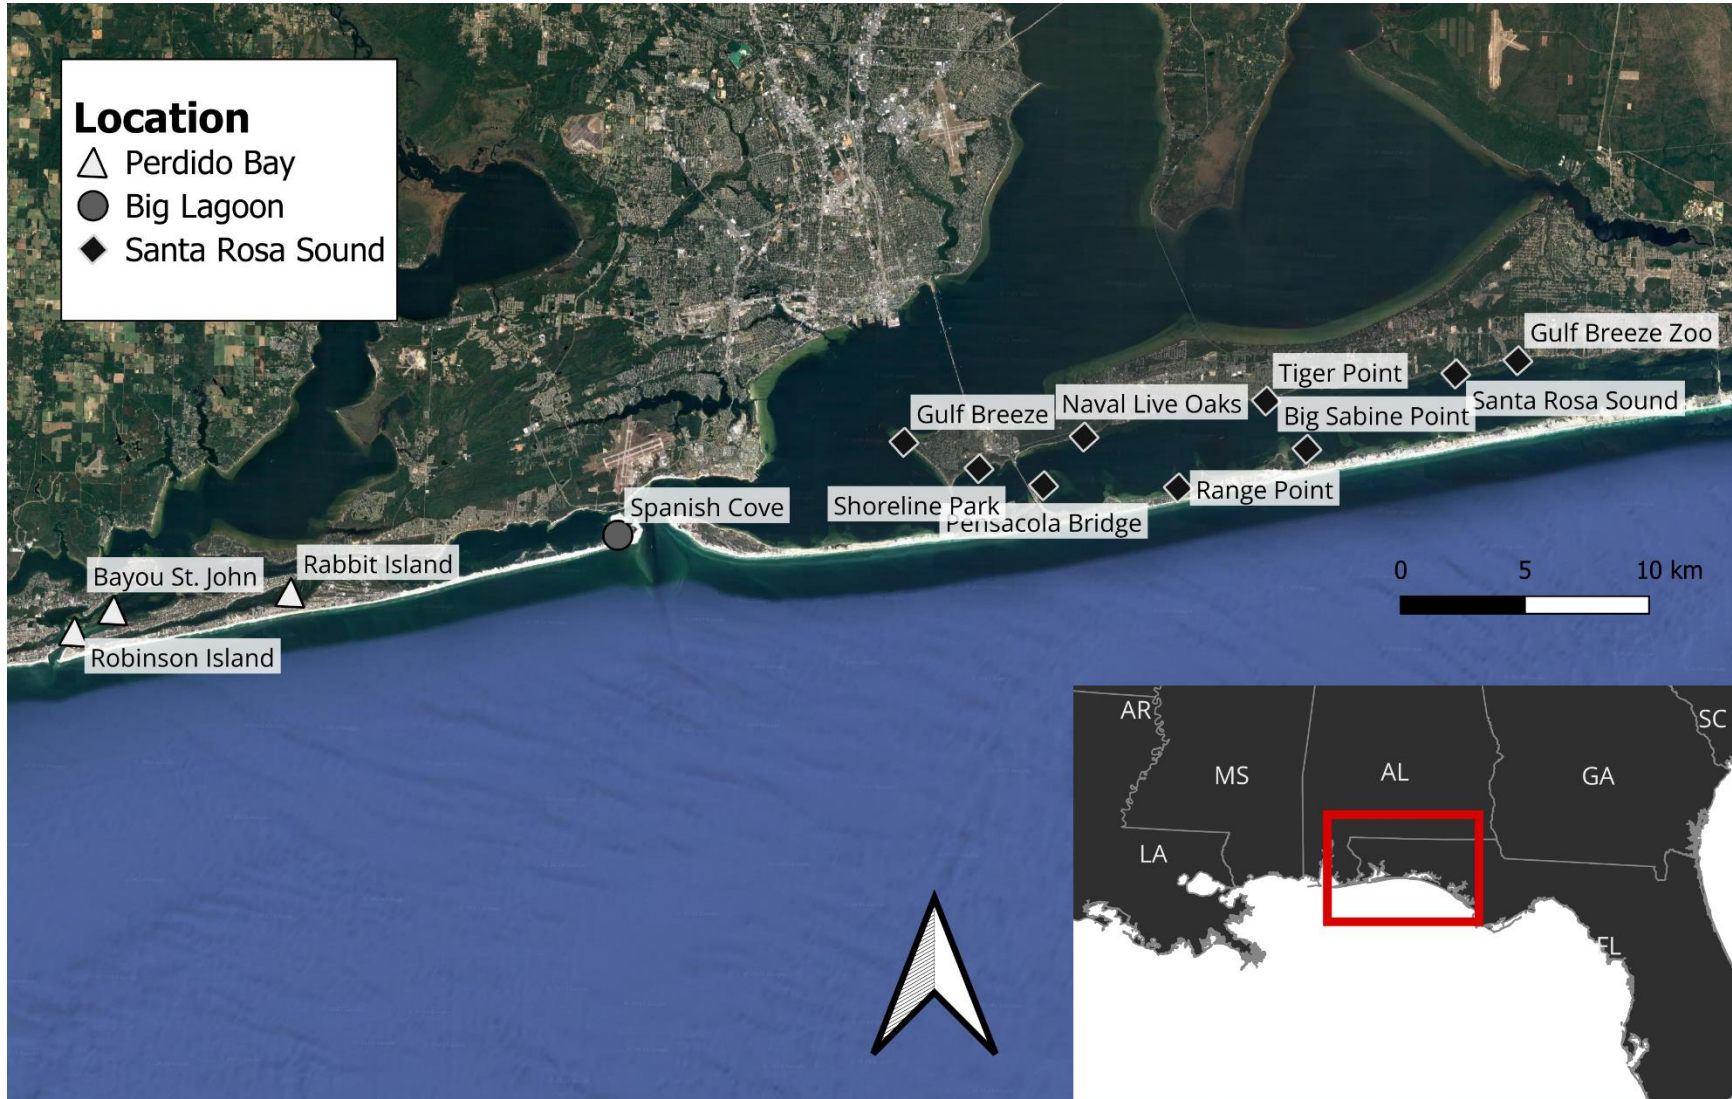 Location
Perdido Bay
Big Lagoon
Santa Rosa Sound
Gulf Breeze Zoo
Tiger Point
Santa Rosa Sound
Naval Live Oaks
Gulf Breeze
Big Sabine Point
Range Point
Shoreline Park
Pensacola Bridge
Spanish Cove
Rabbit Island
Bayou St. John
Robinson Island
0 5 10 km
AR
SC
MS
AL
GA
LA
FL